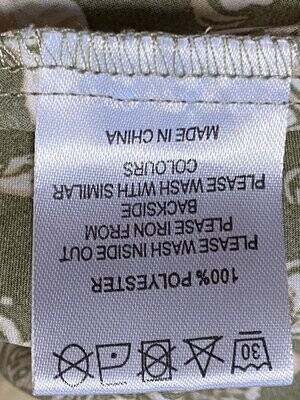 30
100% POLYESTER
PLEASE WASH INSIDE OUT
PLEASE IRON FROM
BACKSIDE
PLEASE WASH WITH SIMILAR
COLOURS
MADE IN CHINA